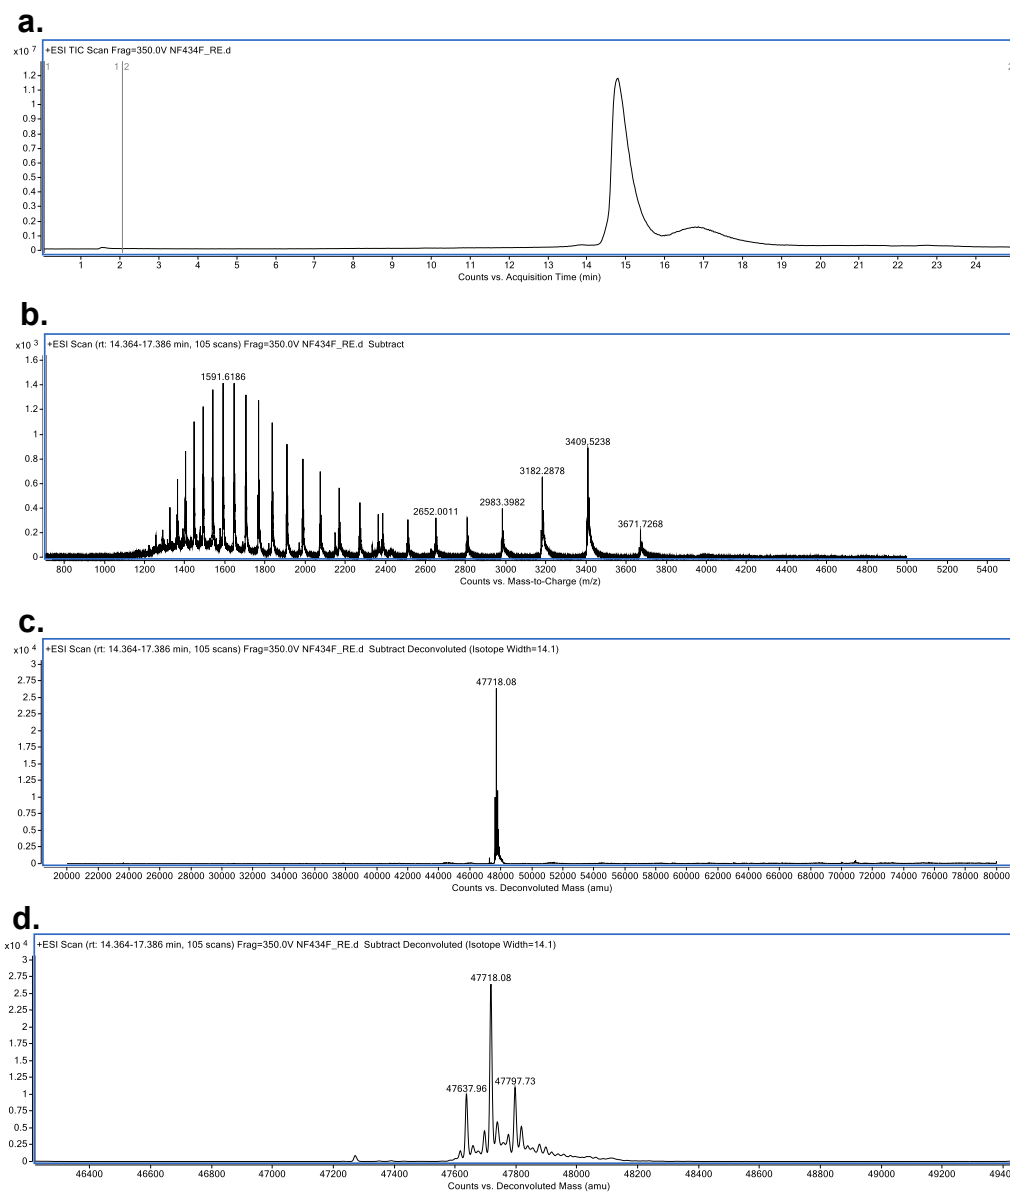 a.
+ESI TIC Scan Frag=350.0V NF434F_RE.d
x10 7
1 1 2 2
1.2
1.1
1
0.9
0.8
0.7
0.6
0.5
0.4
0.3
0.2
0.1
0
1 2 3 4 5 6 7 8 9 10 11 12 13 14 15 16 17 18 19 20 21 22 23 24
Counts vs. Acquisition Time (min)
b.
+ESI Scan (rt: 14.364-17.386 min, 105 scans) Frag=350.0V NF434F_RE.d Subtract
x10 3
1.6
1.4
1.2
1
0.8
0.6
0.4
0.2
0
1591.6186
2652.0011
2983.3982
3182.2878
3409.5238
3671.7268
800 1000 1200 1400 1600 1800 2000 2200 2400 2600 2800 3000 3200 3400 3600 3800 4000 4200 4400 4600 4800 5000 5200 5400
Counts vs. Mass-to-Charge (m/z)
c.
+ESI Scan (rt: 14.364-17.386 min, 105 scans) Frag=350.0V NF434F_RE.d Subtract Deconvoluted (Isotope Width=14.1)
x10 4
3
2.75
2.5
2.25
2
1.75
1.5
1.25
1
0.75
0.5
0.25
0
47718.08
20000 22000 24000 26000 28000 30000 32000 34000 36000 38000 40000 42000 44000 46000 48000 50000 52000 54000 56000 58000 60000 62000 64000 66000 68000 70000 72000 74000 76000 78000 80000
Counts vs. Deconvoluted Mass (amu)
d.
+ESI Scan (rt: 14.364-17.386 min, 105 scans) Frag=350.0V NF434F_RE.d Subtract Deconvoluted (Isotope Width=14.1)
x10 4
3
2.75
2.5
2.25
2
1.75
1.5
1.25
1
0.75
0.5
0.25
0
47718.08
47637.96
47797.73
46400 46600 46800 47000 47200 47400 47600 47800 48000 48200 48400 48600 48800 49000 4940
Counts vs. Deconvoluted Mass (amu)